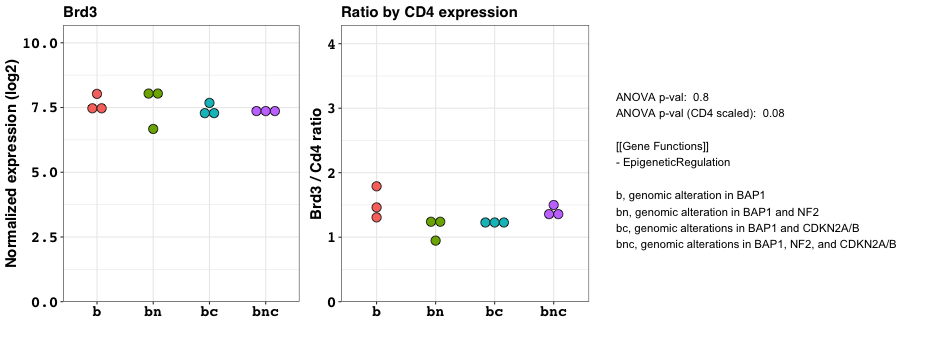 Brd3
Normalized expression (log2)
10.0
7.5
5.0
2.5
0.0
b bn bc bnc
Ratio by CD4 expression
Brd3 / Cd4 ratio
4
3
2
1
0
b bn bc bnc
ANOVA p-val: 0.8
ANOVA p-val (CD4 scaled): 0.08
[[Gene Functions]]
- EpigeneticRegulation
b, genomic alteration in BAP1
bn, genomic alteration in BAP1 and NF2
bc, genomic alterations in BAP1 and CDKN2A/B
bnc, genomic alterations in BAP1, NF2, and CDKN2A/B